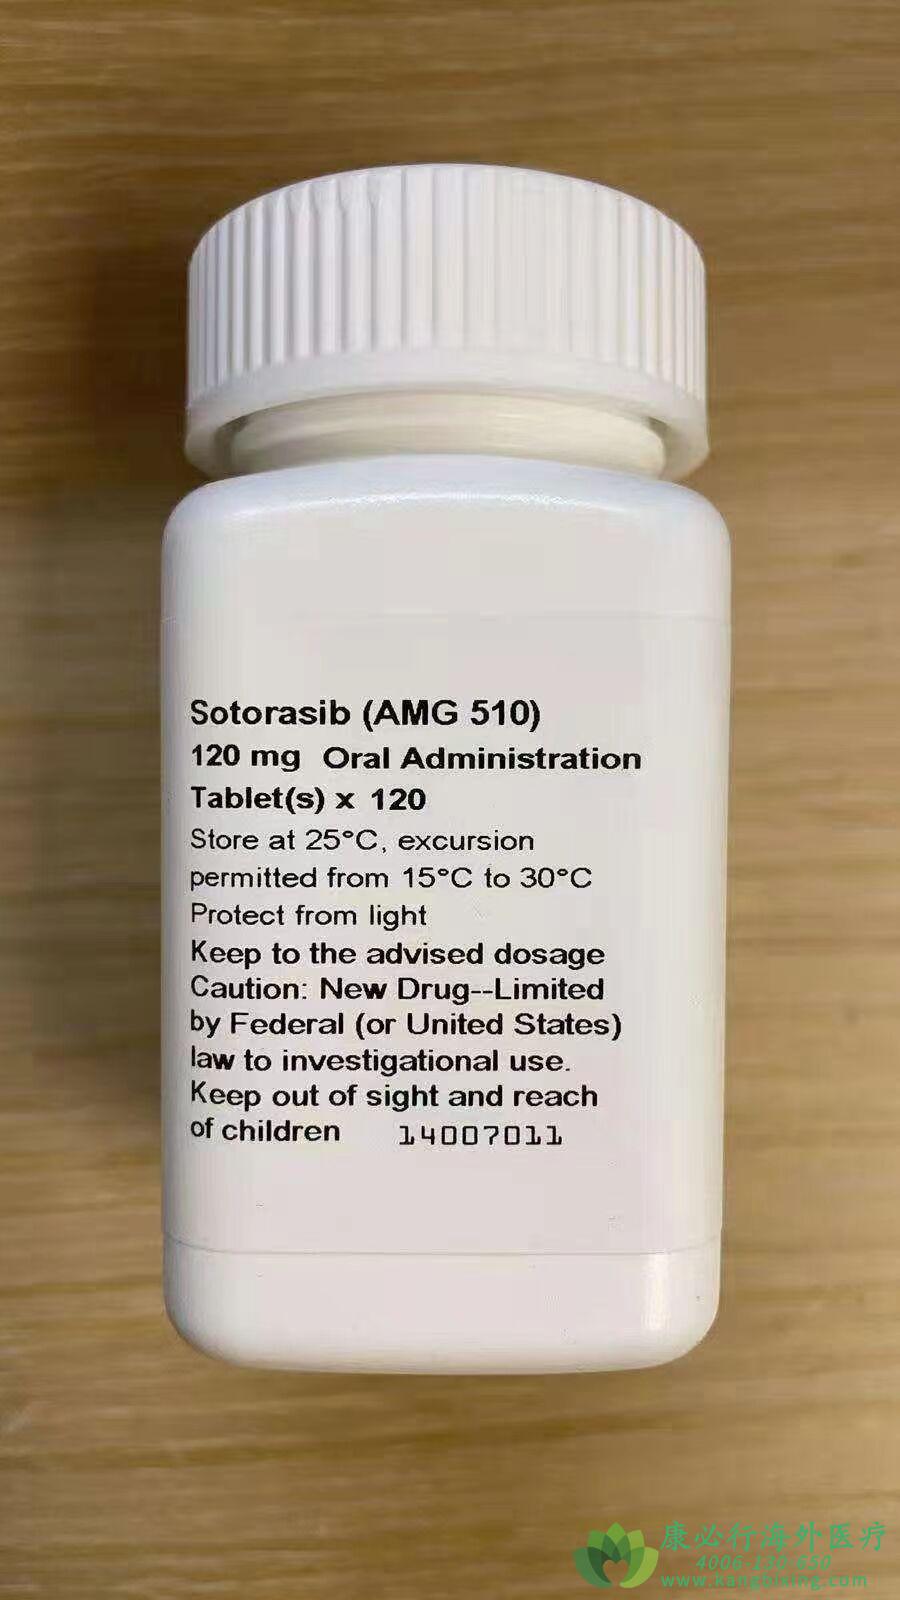 Sotorasib (AMG 510)
120 mg Oral Administration
Tablet(s) x 120
Store at 25°C, excursion
permitted from 15°C to 30°C
Protect from light
Keep to the advised dosage
Caution: New Drug--Limited
by Federal (or United States)
law to investigational use.
Keep out of sight and reach
of children 14007011
康必行海外医疗
4006-130-650
www.kangbixing.com